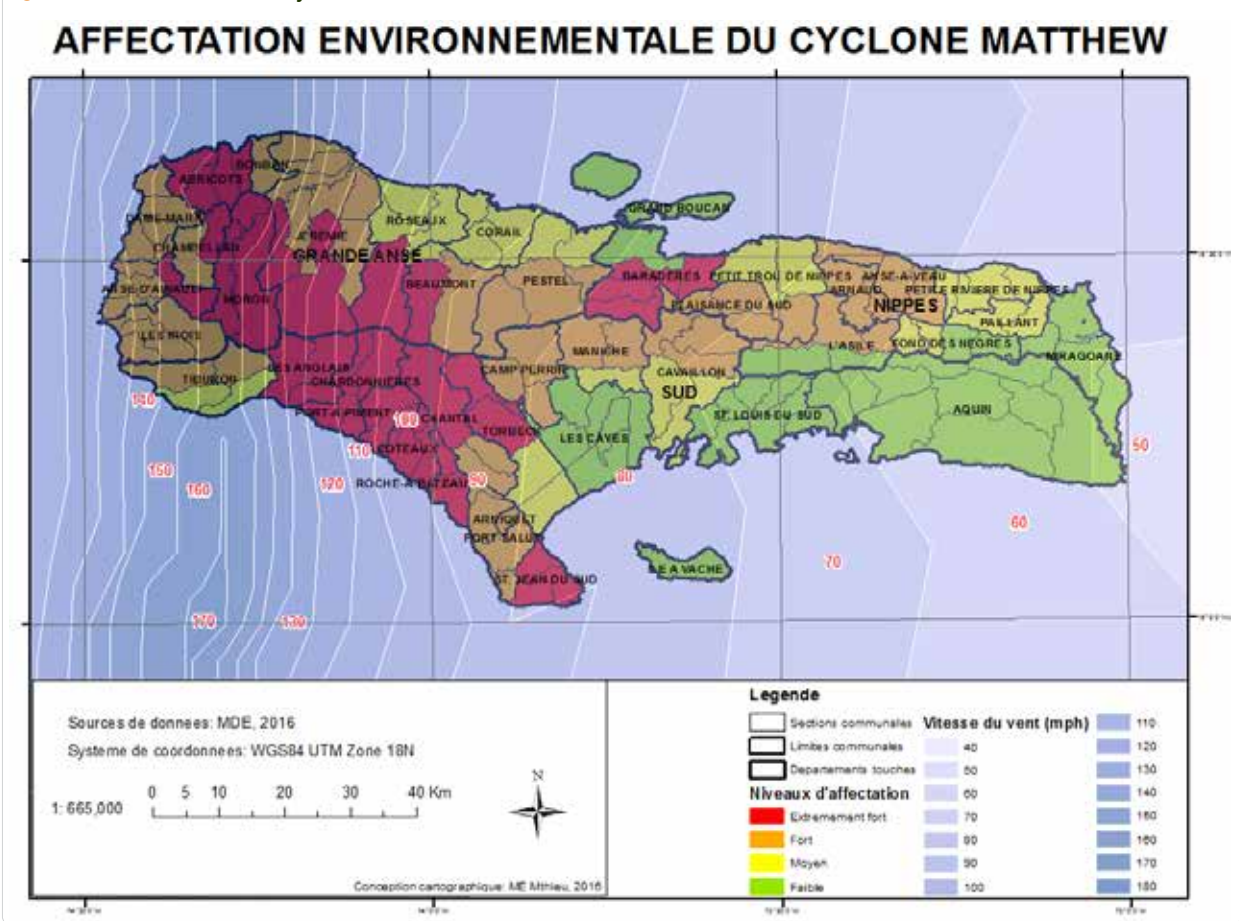 AFFECTATION ENVIRONNEMENTALE DU CYCLONE MATTHEW
BONBON
ABRICOTS
DAME-MARIE
CHAMBELLAN
JEREMIE
GRANDE ANSE
ROSEAUX
CORAIL
GRAND BOUCAN
ANSE-D'AINAULT
MORON
BEAUMONT
PESTEL
BARADERES
PETIT TROU DE NIPPES
ANSE-A-VEAU
ARNAUD
PETITE RIVIERE DE NIPPES
PLAISANCE DU SUD
NIPPES
PAILLANT
LES IROIS
L'ASILE
FOND DES NEGRES
MIRAGOANE
MANICHE
TIBURON
LES ANGLAIS
CHARDONNIERES
CAMP PERRIN
CAVAILLON
SUD
PORT-A-PIMENT
CHANTAL
TORBECK
ST. LOUIS DU SUD
AQUIN
LES CAYES
COTEAUX
ROCHE-A-BATEAU
ARNIQUET
PORT SALUT
ST. JEAN DU SUD
ILE A VACHE
140
150
160
170
130
120
110
100
90
80
70
60
50
Sources de donnees: MDE, 2016
Systeme de coordonnees: WGS84 UTM Zone 18N
1: 665,000
0 5 10 20 30 40 Km
N
Conception cartographique: ME Mthieu, 2016
Legende
Sections communales
Limites communales
Departements touches
Niveaux d'affectation
Extremement fort
Fort
Moyen
Faible
Vitesse du vent (mph)
40
50
60
70
80
90
100
110
120
130
140
150
160
170
180